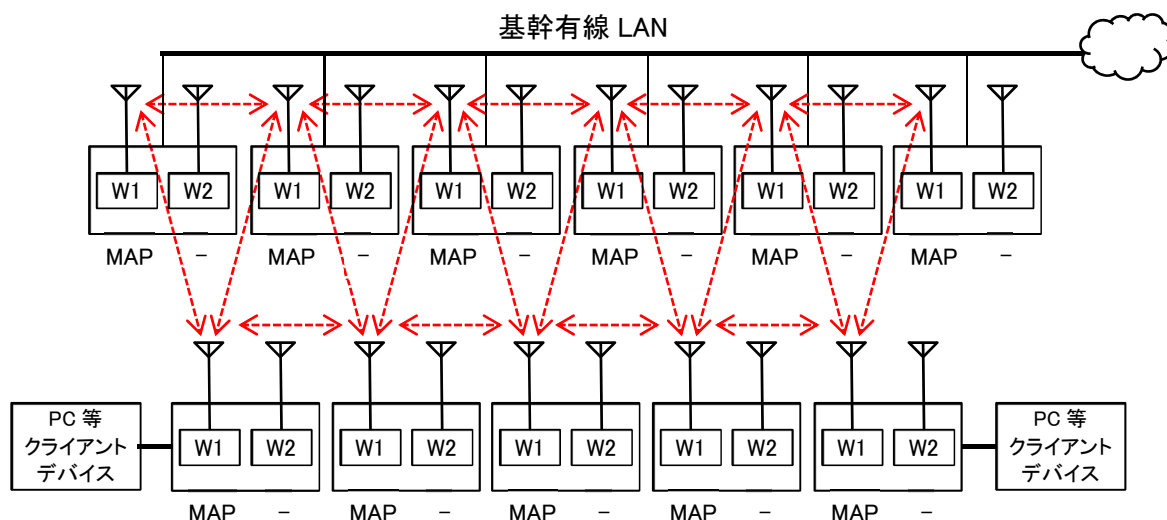 基幹有線 LAN
W1 W2 W1 W2 W1 W2 W1 W2 W1 W2 W1 W2
MAP − MAP − MAP − MAP − MAP − MAP −
PC 等
クライアント
デバイス
W1 W2 W1 W2 W1 W2 W1 W2 W1 W2
PC 等
クライアント
デバイス
MAP − MAP − MAP − MAP − MAP −